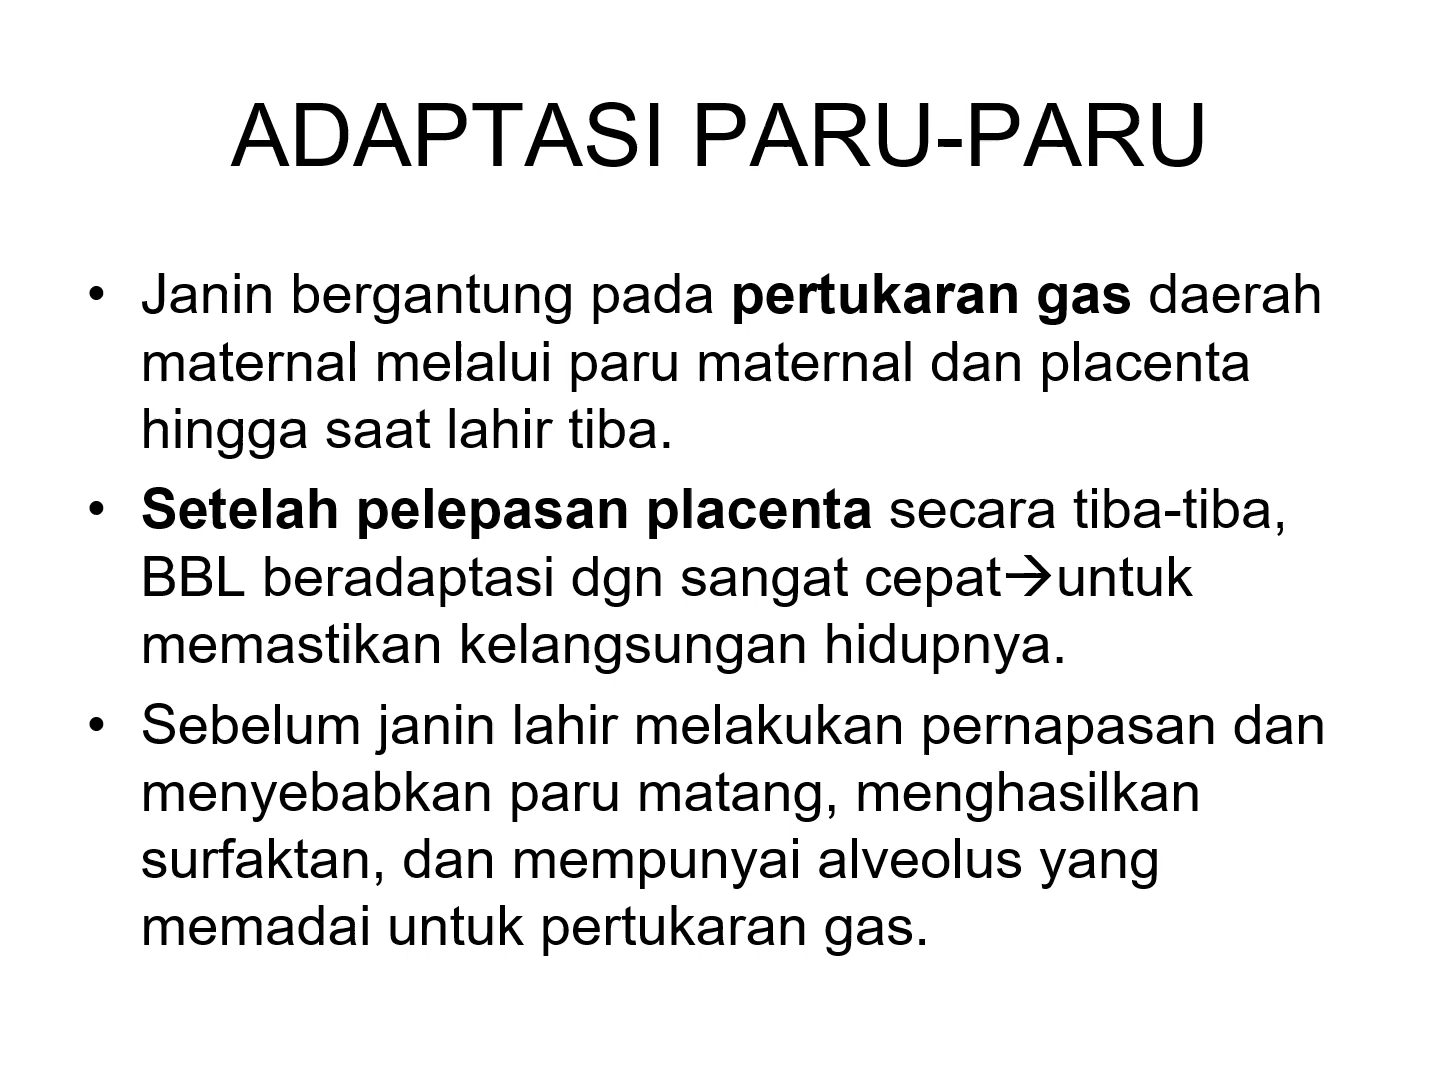 ADAPTASI PARU-PARU
• Janin bergantung pada pertukaran gas daerah
maternal melalui paru maternal dan placenta
hingga saat lahir tiba.
• Setelah pelepasan placenta secara tiba-tiba,
BBL beradaptasi dgn sangat cepat→untuk
memastikan kelangsungan hidupnya.
• Sebelum janin lahir melakukan pernapasan dan
menyebabkan paru matang, menghasilkan
surfaktan, dan mempunyai alveolus yang
memadai untuk pertukaran gas.